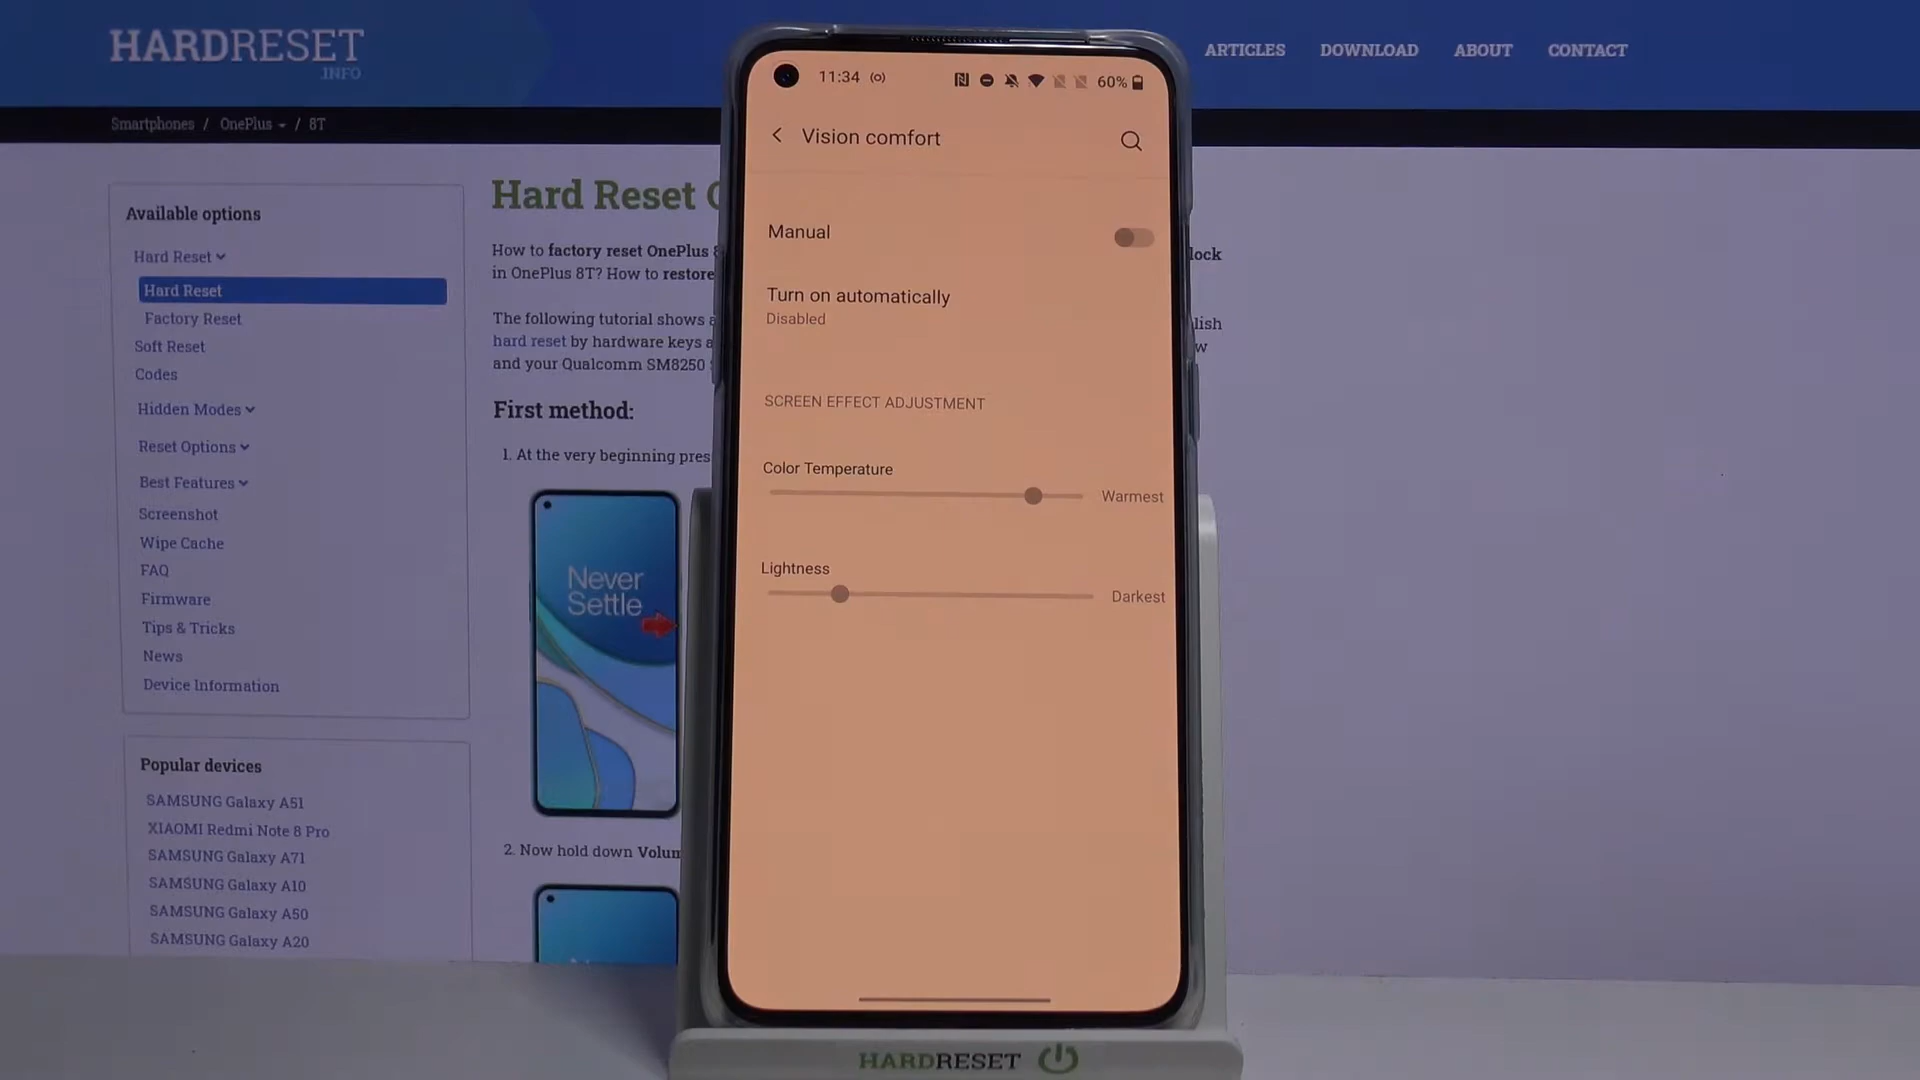 HARDRESET
.INFO
ARTICLES DOWNLOAD ABOUT CONTACT
Smartphones / OnePlus / 8T
Available options
Hard Reset
Hard Reset
Factory Reset
Soft Reset
Codes
Hidden Modes
Reset Options
Best Features
Screenshot
Wipe Cache
FAQ
Firmware
Tips & Tricks
News
Device Information
Popular devices
SAMSUNG Galaxy A51
XIAOMI Redmi Note 8 Pro
SAMSUNG Galaxy A71
SAMSUNG Galaxy A10
SAMSUNG Galaxy A50
SAMSUNG Galaxy A20
Hard Reset
How to factory reset OnePlus
in OnePlus 8T? How to restore
The following tutorial shows
hard reset by hardware keys
and your Qualcomm SM8250
First method:
1. At the very beginning
Never
Settle
2. Now hold down
11:34 60%
Vision comfort
Manual
Turn on automatically
Disabled
SCREEN EFFECT ADJUSTMENT
Color Temperature
Warmest
Lightness
Darkest
HARDRESET